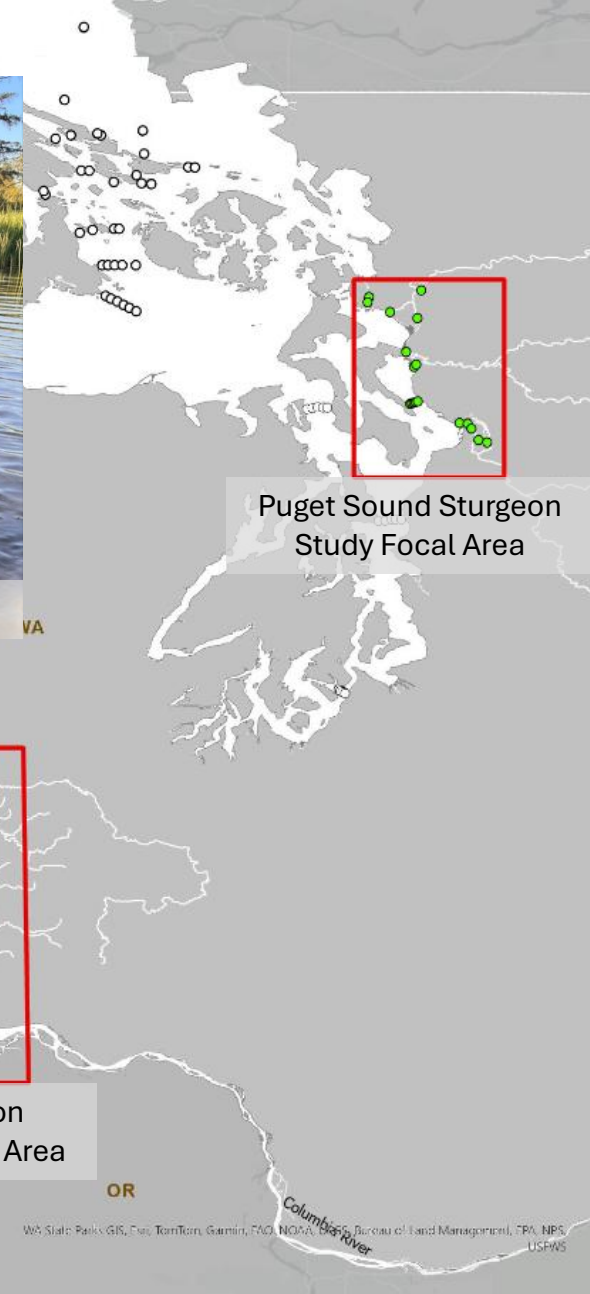 Puget Sound Sturgeon
Study Focal Area
WA
on
Area
OR
Columbia River
WA State Parks GIS, Esri, TomTom, Garmin, FAO, NOAA, USGS, Bureau of Land Management, EPA, NPS,
USFWS